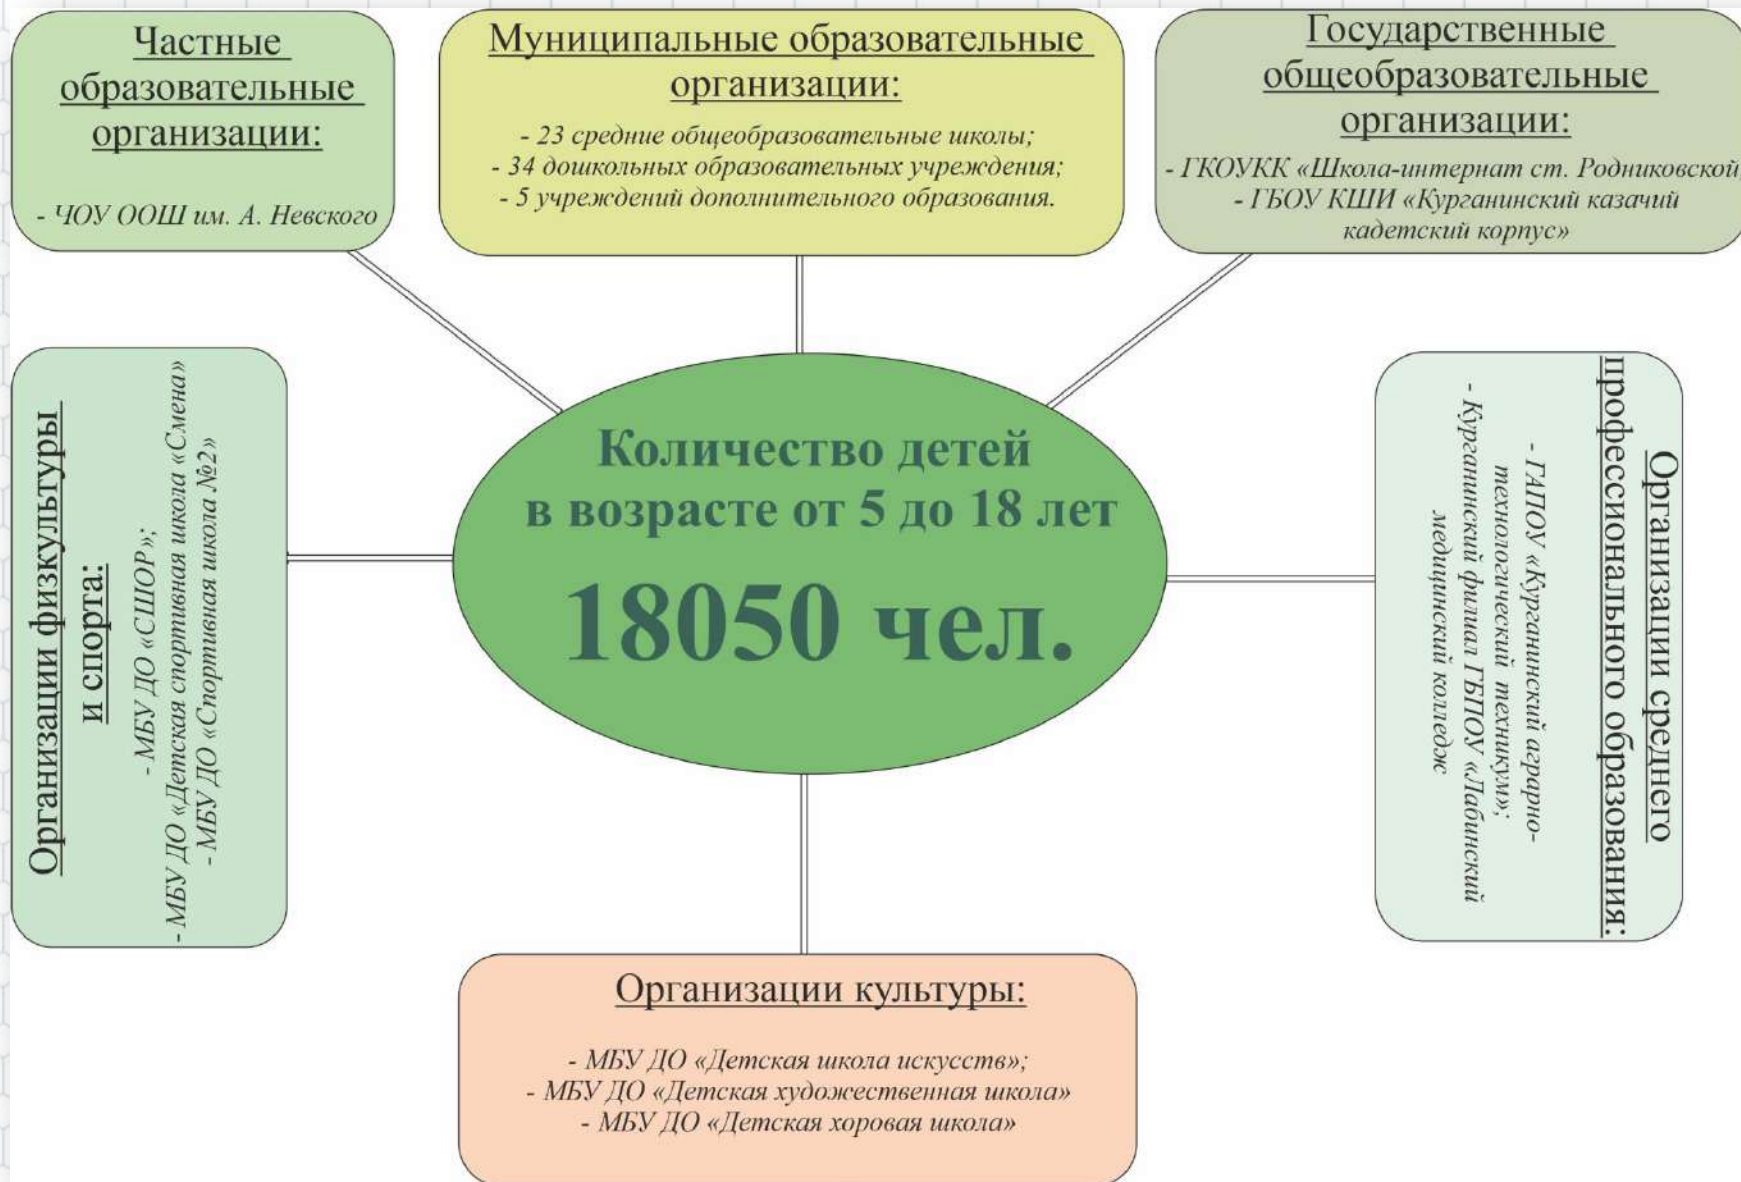 Частные
образовательные
организации:
- ЧОУ ООШ им. А. Невского
Муниципальные образовательные
организации:
- 23 средние общеобразовательные школы;
- 34 дошкольных образовательных учреждения;
- 5 учреждений дополнительного образования.
Государственные
общеобразовательные
организации:
- ГКОУКК «Школа-интернат ст. Родниковской
- ГБОУ КШИ «Курганинский казачий
кадетский корпус»
Организации физкультуры
и спорта:
- МБУ ДО «СШОР»;
- МБУ ДО «Детская спортивная школа «Смена»
- МБУ ДО «Спортивная школа №2»
Количество детей
в возрасте от 5 до 18 лет
18050 чел.
Организации среднего
профессионального образования:
- ГАПОУ «Курганинский аграрно-
технологический техникум»;
- Курганинский филиал ГБПОУ «Лабинский
медицинский колледж
Организации культуры:
- МБУ ДО «Детская школа искусств»;
- МБУ ДО «Детская художественная школа»
- МБУ ДО «Детская хоровая школа»